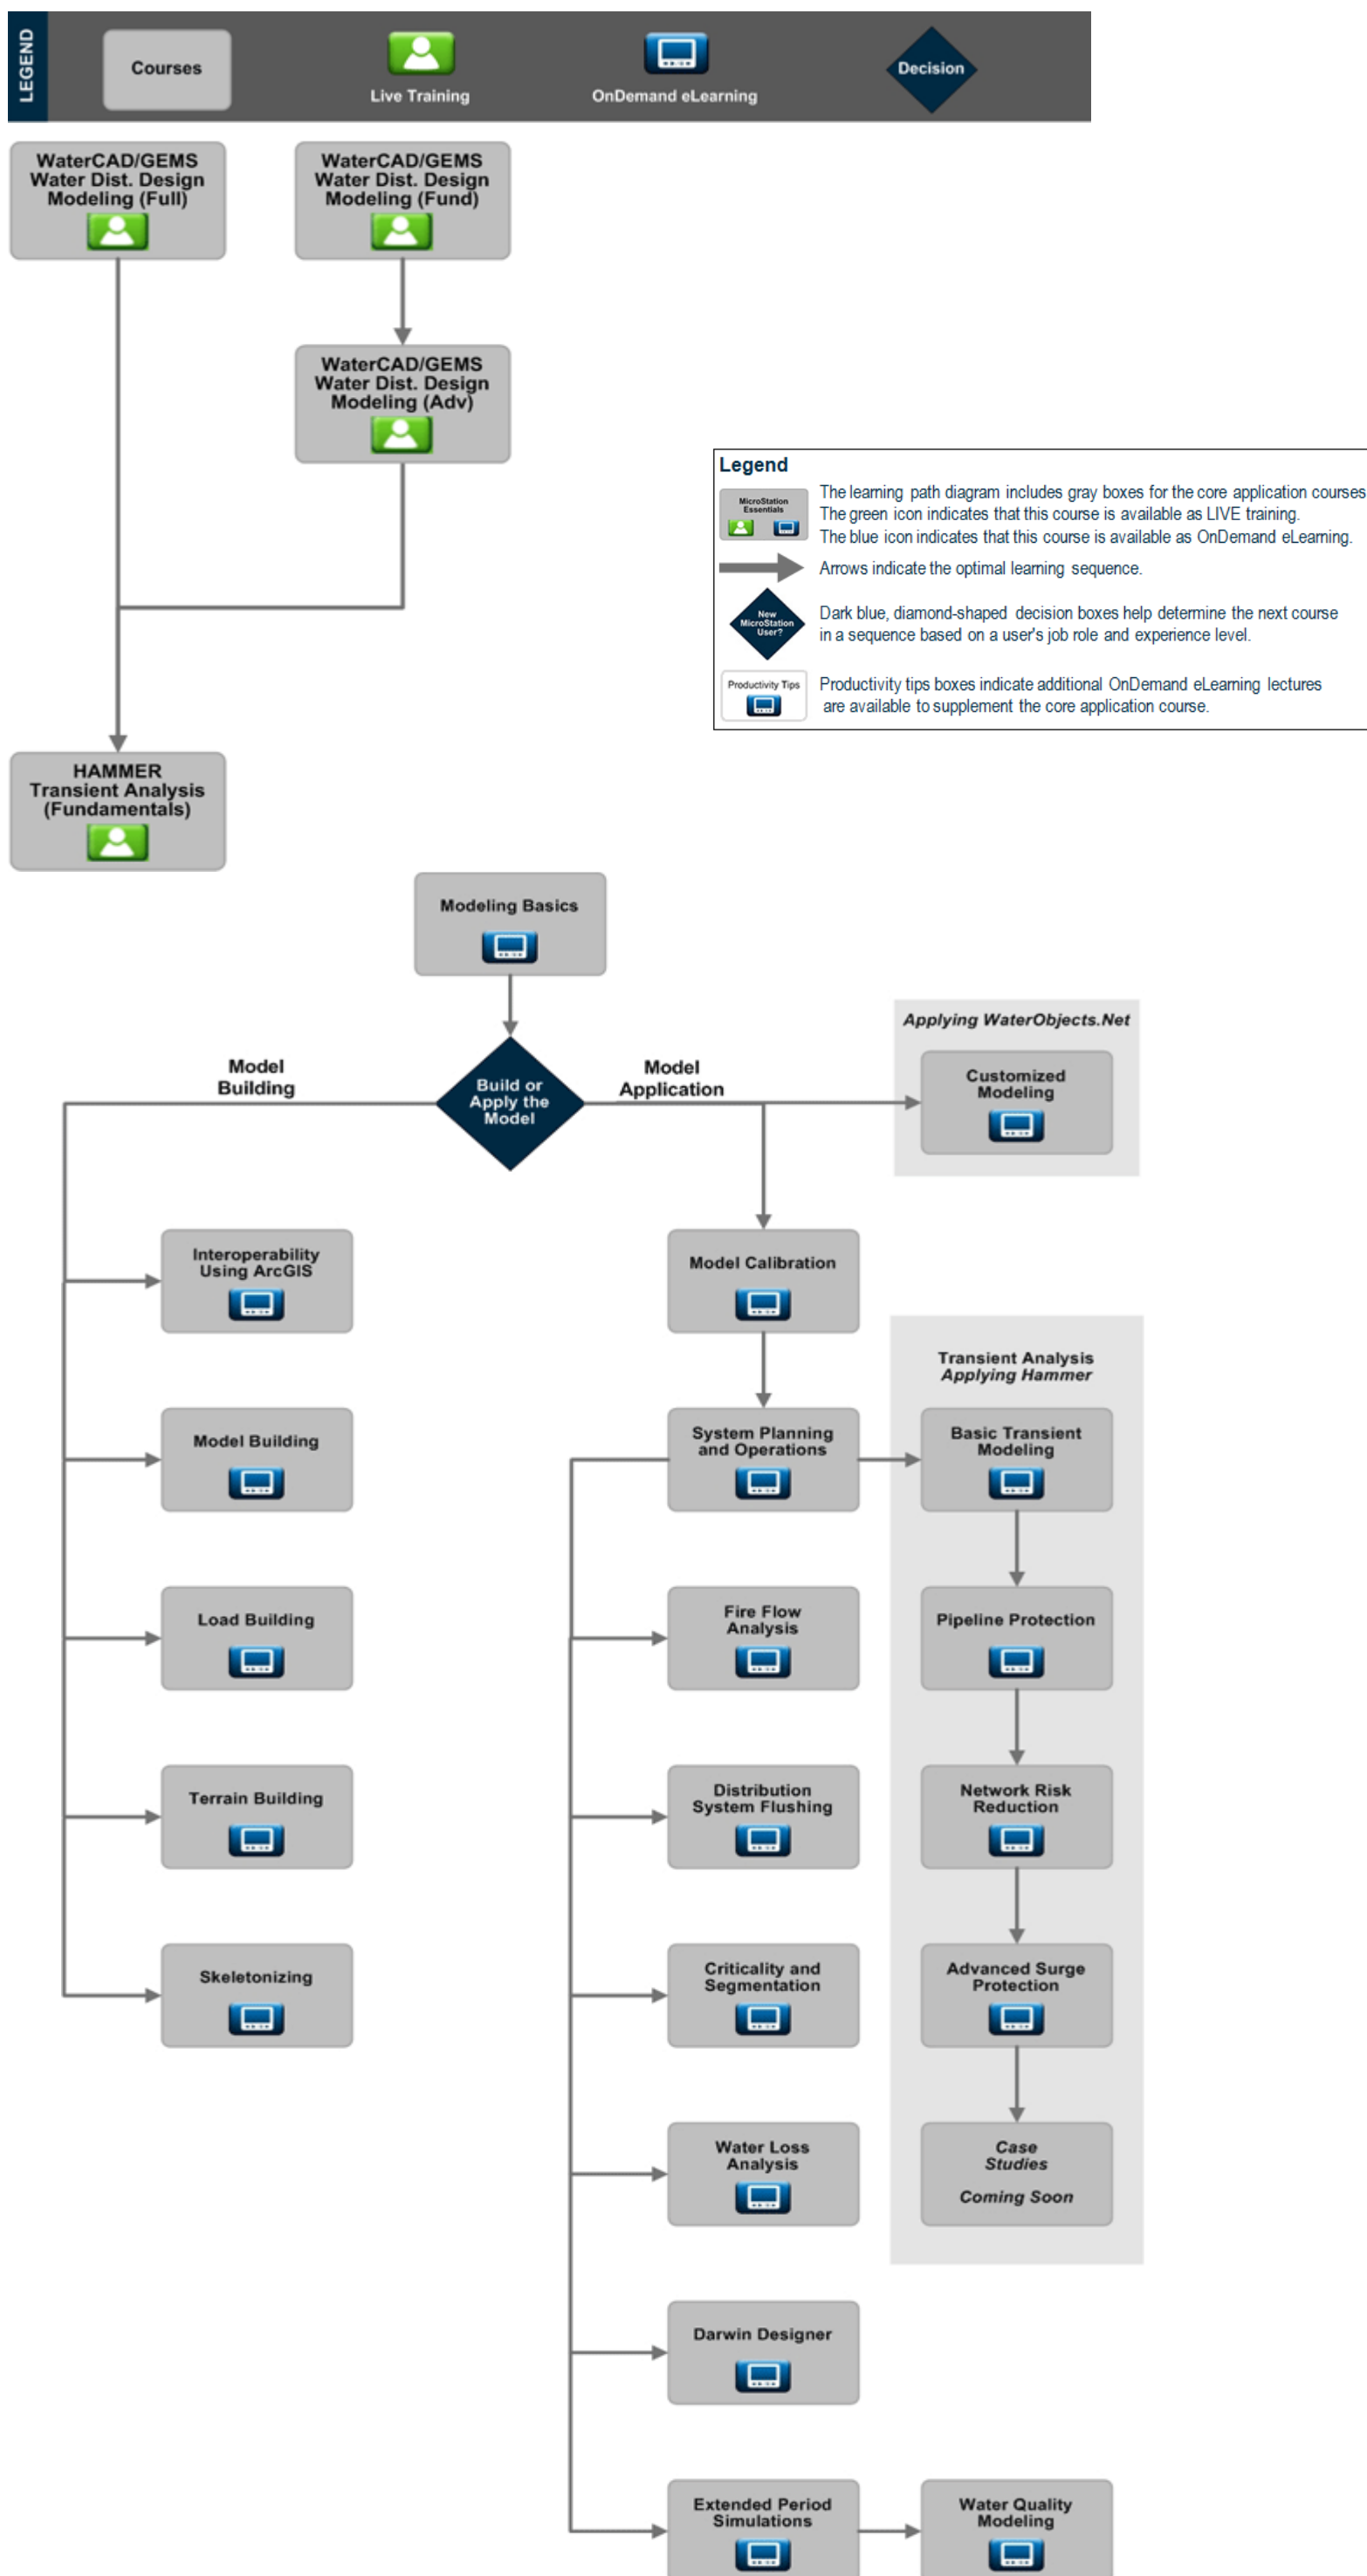 LEGEND
Courses
Live Training
OnDemand eLearning
Decision
WaterCAD/GEMS
Water Dist. Design
Modeling (Full)
WaterCAD/GEMS
Water Dist. Design
Modeling (Fund)
WaterCAD/GEMS
Water Dist. Design
Modeling (Adv)
Legend
MicroStation
Essentials
The learning path diagram includes gray boxes for the core application courses
The green icon indicates that this course is available as LIVE training.
The blue icon indicates that this course is available as OnDemand eLearning.
Arrows indicate the optimal learning sequence.
New
MicroStation
User?
Dark blue, diamond-shaped decision boxes help determine the next course
in a sequence based on a user's job role and experience level.
Productivity Tips
Productivity tips boxes indicate additional OnDemand eLearning lectures
are available to supplement the core application course.
HAMMER
Transient Analysis
(Fundamentals)
Modeling Basics
Build or
Apply the
Model
Model
Building
Model
Application
Applying WaterObjects.Net
Customized
Modeling
Interoperability
Using ArcGIS
Model Building
Load Building
Terrain Building
Skeletonizing
Model Calibration
System Planning
and Operations
Fire Flow
Analysis
Distribution
System Flushing
Criticality and
Segmentation
Water Loss
Analysis
Darwin Designer
Extended Period
Simulations
Transient Analysis
Applying Hammer
Basic Transient
Modeling
Pipeline Protection
Network Risk
Reduction
Advanced Surge
Protection
Case
Studies
Coming Soon
Water Quality
Modeling